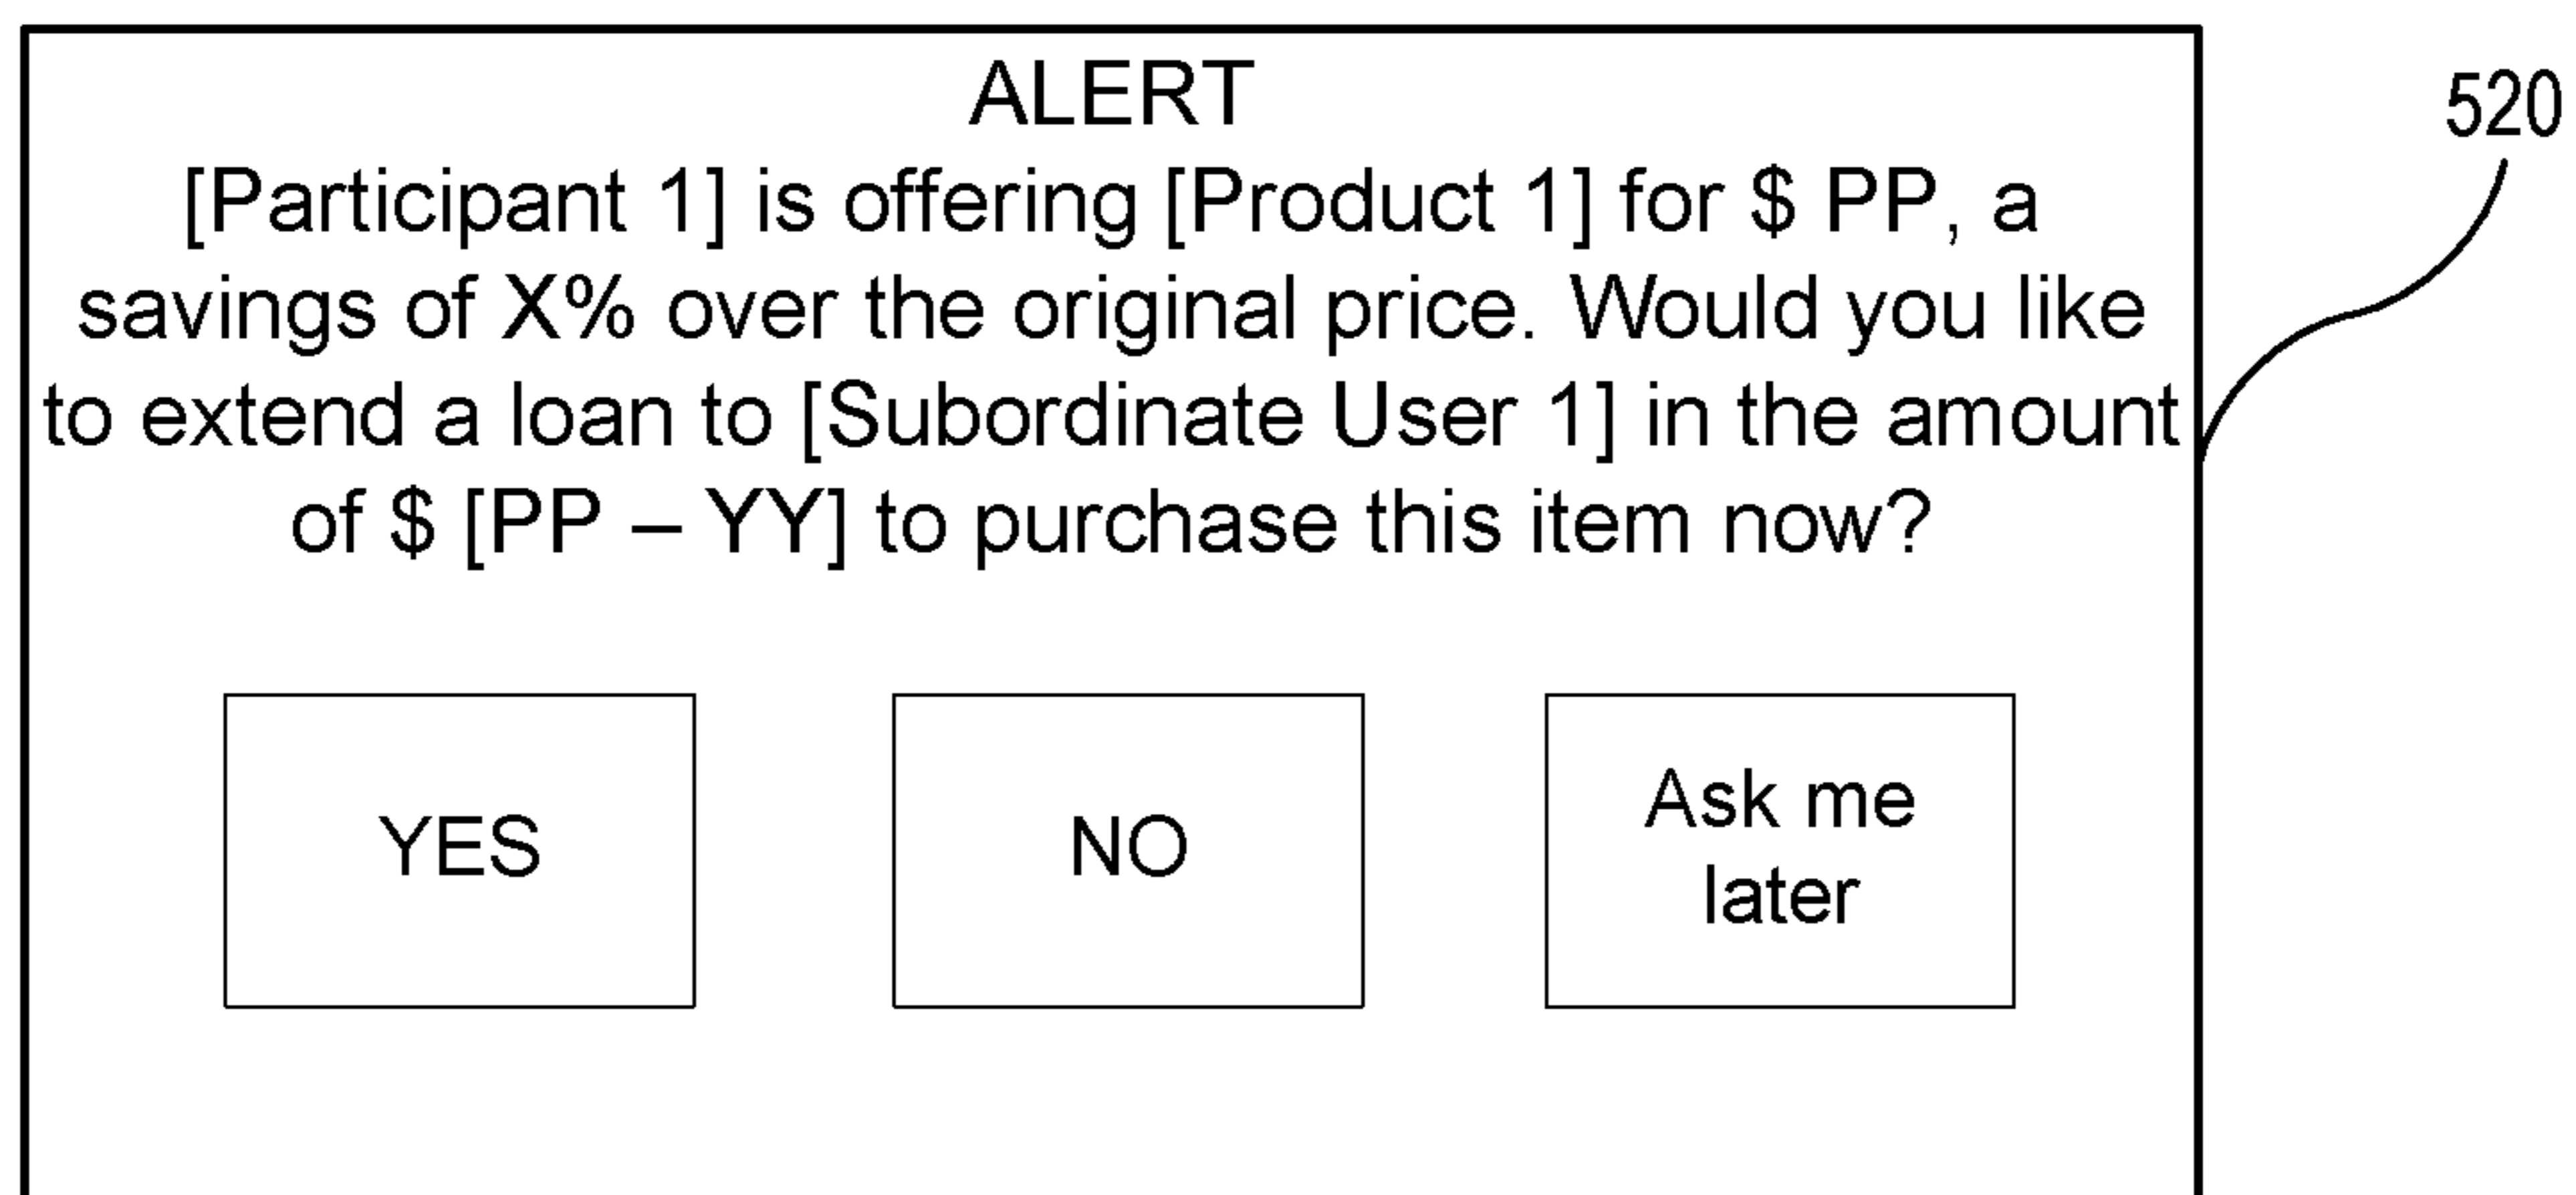 ALERT
520
[Participant 1] is offering [Product 1] for $ PP, a
savings of X% over the original price. Would you like
to extend a loan to [Subordinate User 1] in the amount
of $ [PP – YY] to purchase this item now?
YES
NO
Ask me
later